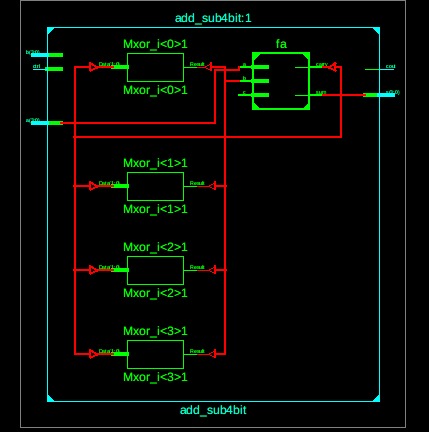 add_sub4bit:1
Mxor_i<0>1
fa
b(3:0)
Data(1:0)
Result
a
carry
cout
ctrl
Mxor_i<0>1
b
c
sum
s(3:0)
a(3:0)
Mxor_i<1>1
Data(1:0)
Result
Mxor_i<1>1
Mxor_i<2>1
Data(1:0)
Result
Mxor_i<2>1
Mxor_i<3>1
Data(1:0)
Result
Mxor_i<3>1
add_sub4bit